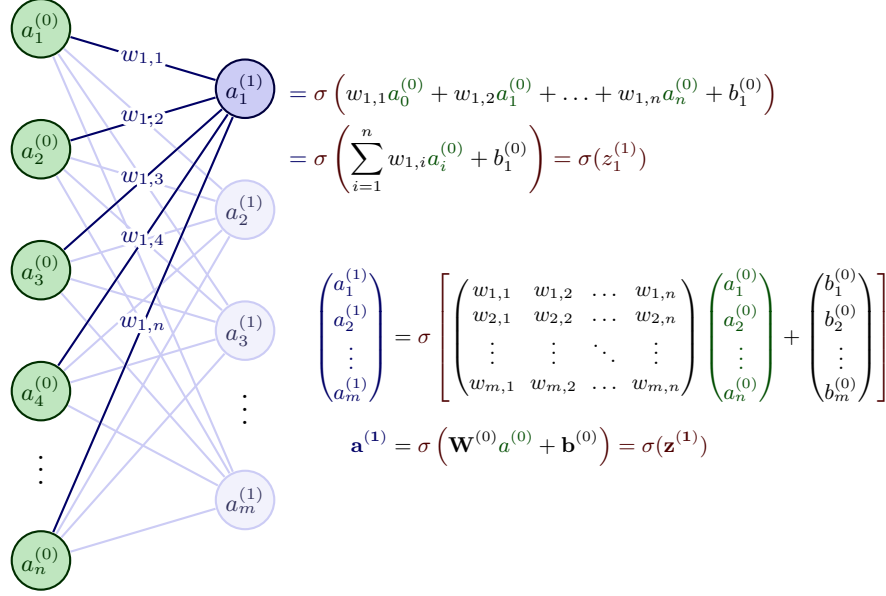 a_1^{(0)}
a_2^{(0)}
a_3^{(0)}
a_4^{(0)}
⋮
a_n^{(0)}
w_{1,1}
w_{1,2}
w_{1,3}
w_{1,4}
w_{1,n}
a_1^{(1)}
a_2^{(1)}
a_3^{(1)}
⋮
a_m^{(1)}
= σ ( w_{1,1} a_0^{(0)} + w_{1,2} a_1^{(0)} + … + w_{1,n} a_n^{(0)} + b_1^{(0)} )
= σ ( ∑_{i=1}^{n} w_{1,i} a_i^{(0)} + b_1^{(0)} ) = σ(z_1^{(1)})
( a_1^{(1)} a_2^{(1)} ⋮ a_m^{(1)} ) = σ [ ( w_{1,1} w_{1,2} … w_{1,n} w_{2,1} w_{2,2} … w_{2,n} ⋮ ⋮ ⋱ ⋮ w_{m,1} w_{m,2} … w_{m,n} ) ( a_1^{(0)} a_2^{(0)} ⋮ a_n^{(0)} ) + ( b_1^{(0)} b_2^{(0)} ⋮ b_m^{(0)} ) ]
a^{(1)} = σ ( W^{(0)} a^{(0)} + b^{(0)} ) = σ(z^{(1)})